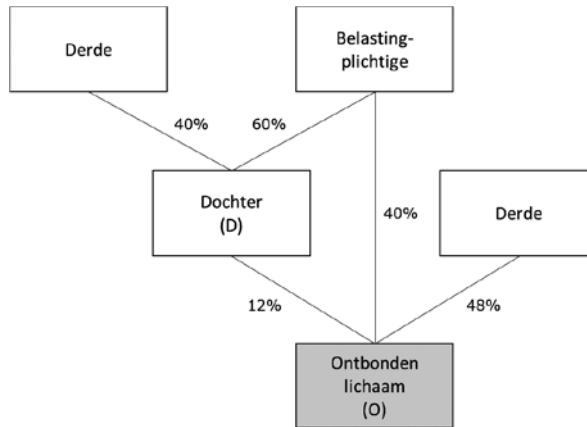 Derde
Belasting-
plichtige
40%
60%
Dochter
(D)
40%
Derde
12%
48%
Ontbonden
lichaam
(O)